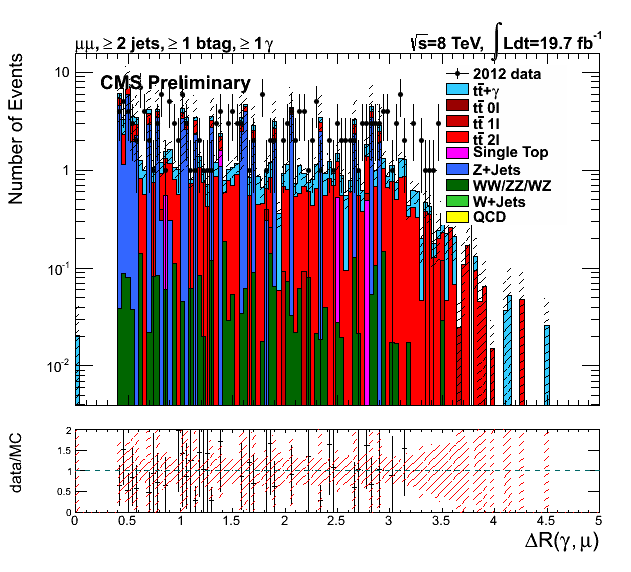 μμ, ≥ 2 jets, ≥ 1 btag, ≥ 1 γ
√s=8 TeV, ∫ Ldt=19.7 fb⁻¹
CMS Preliminary
2012 data
tt̄+γ
tt̄ 0l
tt̄ 1l
tt̄ 2l
Single Top
Z+Jets
WW/ZZ/WZ
W+Jets
QCD
Number of Events
10
1
10⁻¹
10⁻²
data/MC
2
1.5
1
0.5
0
0 0.5 1 1.5 2 2.5 3 3.5 4 4.5 5
ΔR(γ, μ)